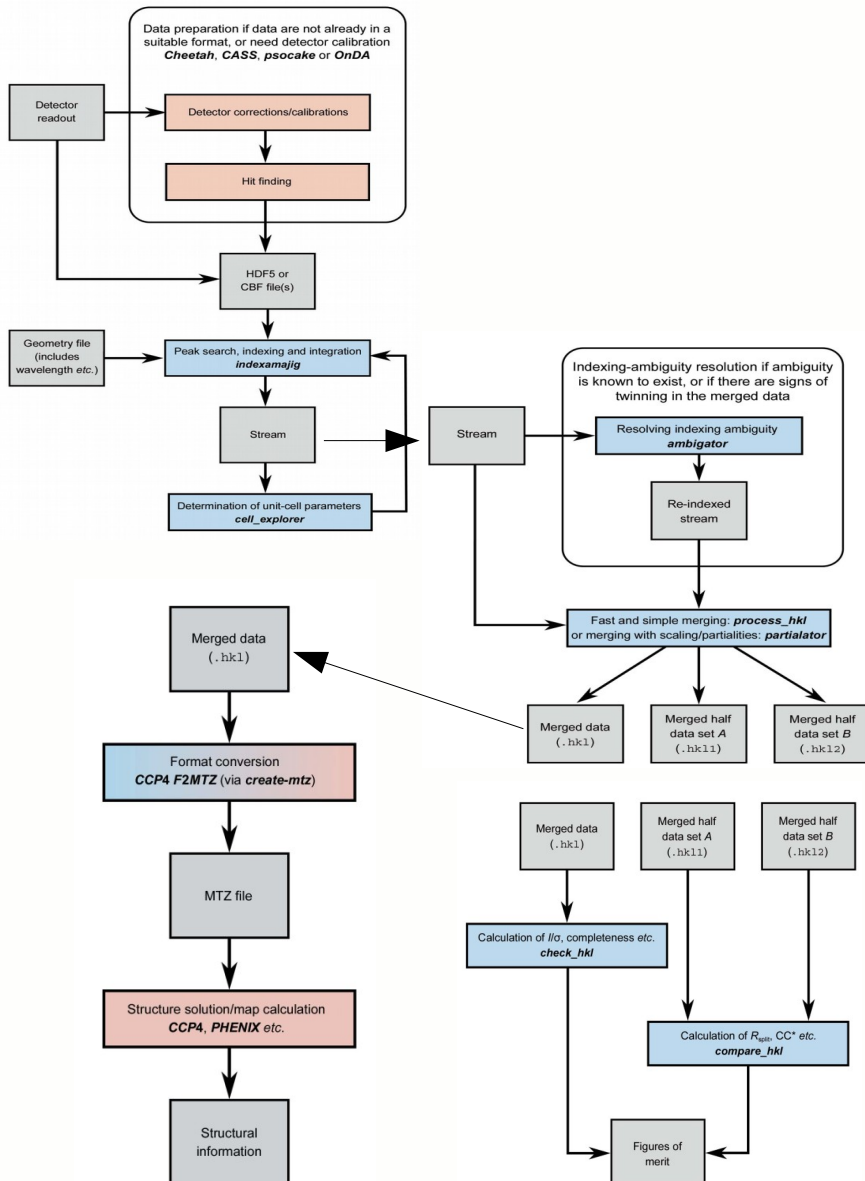 Data preparation if data are not already in a
suitable format, or need detector calibration
Cheetah, CASS, psocake or OnDA
Detector
readout
Detector corrections/calibrations
Hit finding
HDF5 or
CBF file(s)
Geometry file
(includes
wavelength etc.)
Peak search, indexing and integration
indexamajig
Stream
Determination of unit-cell parameters
cell_explorer
Stream
Indexing-ambiguity resolution if ambiguity
is known to exist, or if there are signs of
twinning in the merged data
Resolving indexing ambiguity
ambigator
Re-indexed
stream
Fast and simple merging: process_hkl
or merging with scaling/partialities: partialator
Merged data
(.hkl)
Merged half
data set A
(.hkl1)
Merged half
data set B
(.hkl2)
Merged data
(.hkl)
Format conversion
CCP4 F2MTZ (via create-mtz)
MTZ file
Structure solution/map calculation
CCP4, PHENIX etc.
Structural
information
Merged data
(.hkl)
Merged half
data set A
(.hkl1)
Merged half
data set B
(.hkl2)
Calculation of I/σ, completeness etc.
check_hkl
Calculation of Rsplit, CC* etc.
compare_hkl
Figures of
merit